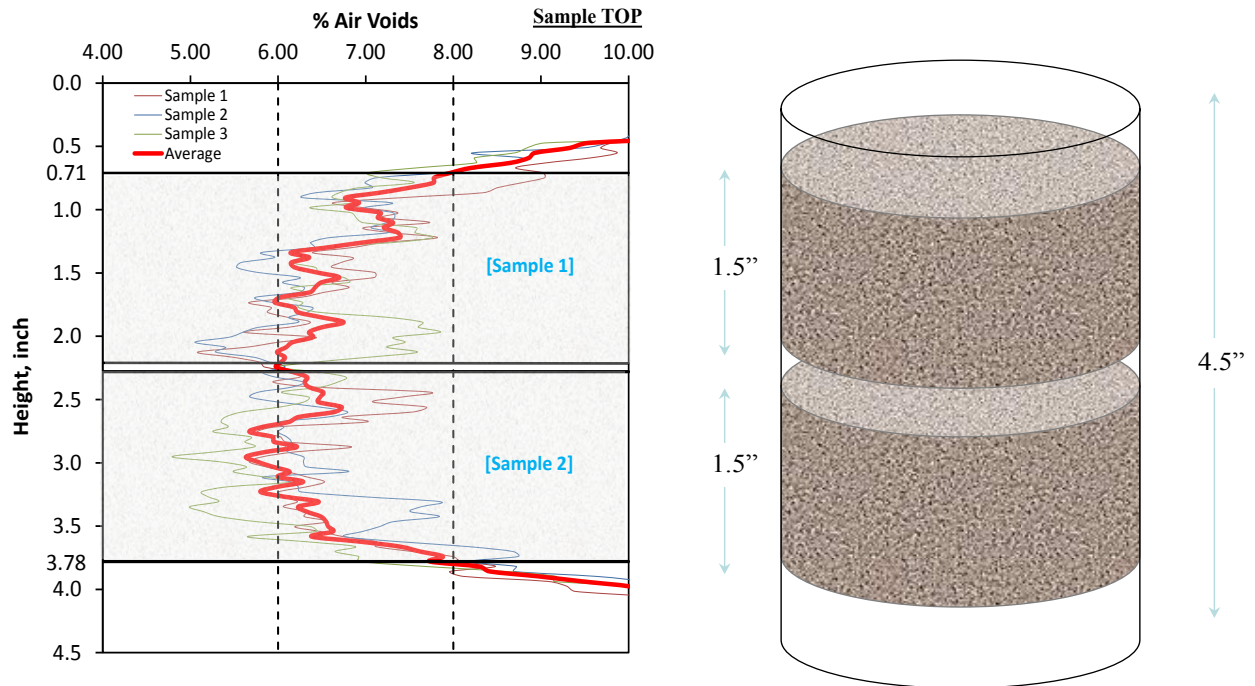 % Air Voids
Sample TOP
4.00 5.00 6.00 7.00 8.00 9.00 10.00
0.0
Sample 1
Sample 2
Sample 3
Average
0.5
0.71
1.0
1.5
2.0
2.5
3.0
3.5
3.78
4.0
4.5
Height, inch
[Sample 1]
[Sample 2]
1.5”
1.5”
4.5”